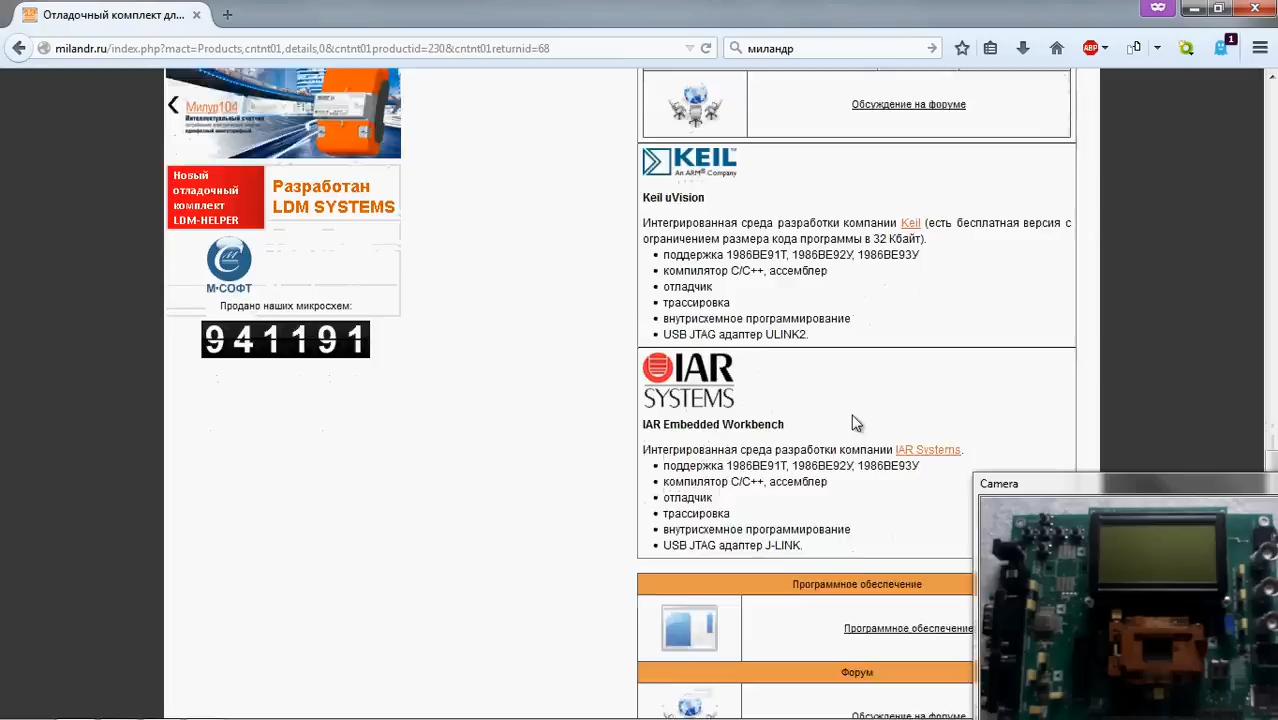 Отладочный комплект дл...
milandr.ru/index.php?mact=Products,cntnt01,details,0&cntnt01productid=230&cntnt01returnid=68
миландр
ABP
1
Милур104
Интеллектуальный счетчик
Новый
отладочный
комплект
LDM-HELPER
Разработан
LDM SYSTEMS
М·СОФТ
Продано наших микросхем:
941191
Обсуждение на форуме
KEIL
An ARM® Company
Keil uVision
Интегрированная среда разработки компании Keil (есть бесплатная версия с
ограничением размера кода программы в 32 Кбайт).
• поддержка 1986ВЕ91Т, 1986ВЕ92У, 1986ВЕ93У
• компилятор С/С++, ассемблер
• отладчик
• трассировка
• внутрисхемное программирование
• USB JTAG адаптер ULINK2.
IAR
SYSTEMS
IAR Embedded Workbench
Интегрированная среда разработки компании IAR Systems.
• поддержка 1986ВЕ91Т, 1986ВЕ92У, 1986ВЕ93У
• компилятор С/С++, ассемблер
• отладчик
• трассировка
• внутрисхемное программирование
• USB JTAG адаптер J-LINK.
Программное обеспечение
Программное обеспечение
Форум
Обсуждение на форуме
Camera